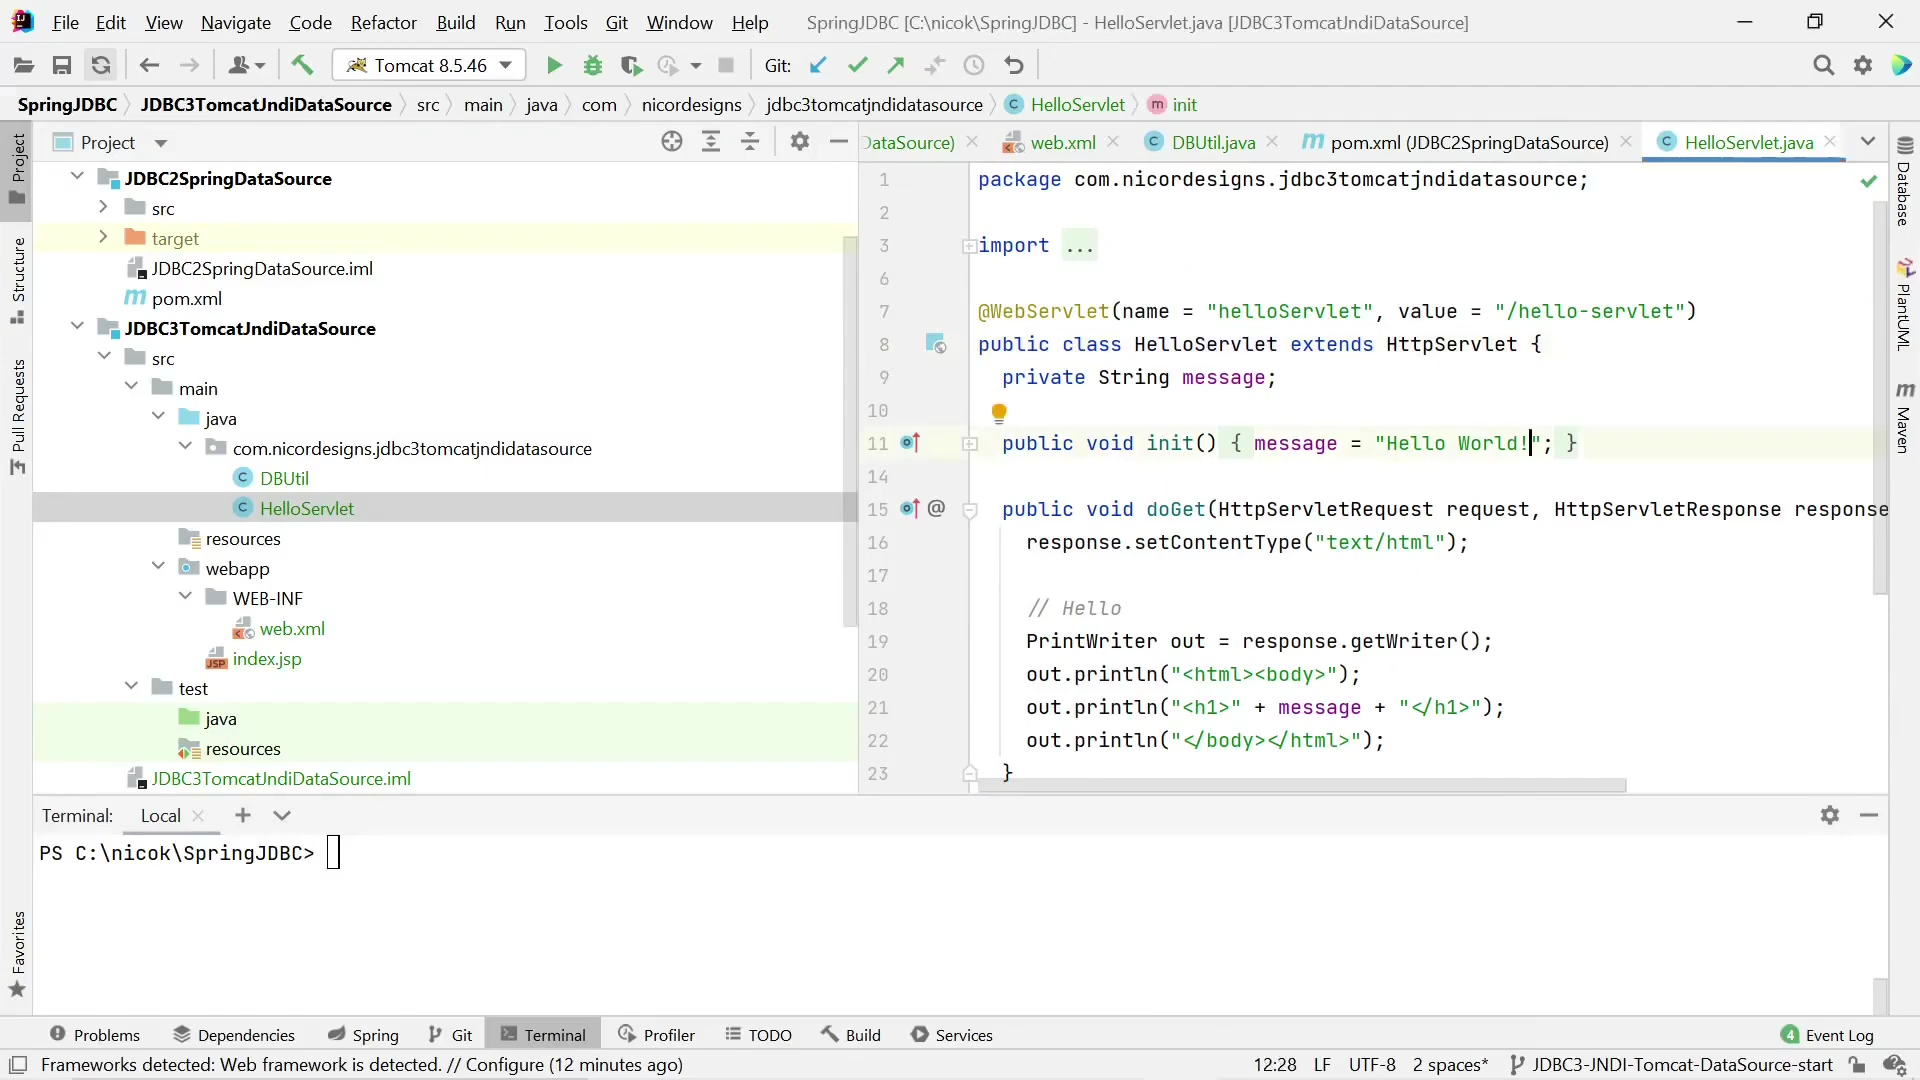 File Edit View Navigate Code Refactor Build Run Tools Git Window Help SpringJDBC [C:\nicok\SpringJDBC] - HelloServlet.java [JDBC3TomcatJndiDataSource]
Tomcat 8.5.46 Git:
SpringJDBC JDBC3TomcatJndiDataSource src main java com nicordesigns jdbc3tomcatjndidatasource C HelloServlet m init
Project
DataSource) web.xml C DBUtil.java m pom.xml (JDBC2SpringDataSource) C HelloServlet.java
Project
Structure
Pull Requests
Favorites
JDBC2SpringDataSource
src
target
JDBC2SpringDataSource.iml
m pom.xml
JDBC3TomcatJndiDataSource
src
main
java
com.nicordesigns.jdbc3tomcatjndidatasource
C DBUtil
C HelloServlet
resources
webapp
WEB-INF
web.xml
JSP index.jsp
test
java
resources
JDBC3TomcatJndiDataSource.iml
1 package com.nicordesigns.jdbc3tomcatjndidatasource;
2
3 import ...
6
7 @WebServlet(name = "helloServlet", value = "/hello-servlet")
8 public class HelloServlet extends HttpServlet {
9 private String message;
10
11 public void init() { message = "Hello World!"; }
14
15 @ public void doGet(HttpServletRequest request, HttpServletResponse response
16 response.setContentType("text/html");
17
18 // Hello
19 PrintWriter out = response.getWriter();
20 out.println("<html><body>");
21 out.println("<h1>" + message + "</h1>");
22 out.println("</body></html>");
23 }
Database
PlantUML
m Maven
Terminal: Local
PS C:\nicok\SpringJDBC>
Problems Dependencies Spring Git Terminal Profiler TODO Build Services 4 Event Log
Frameworks detected: Web framework is detected. // Configure (12 minutes ago) 12:28 LF UTF-8 2 spaces* JDBC3-JNDI-Tomcat-DataSource-start